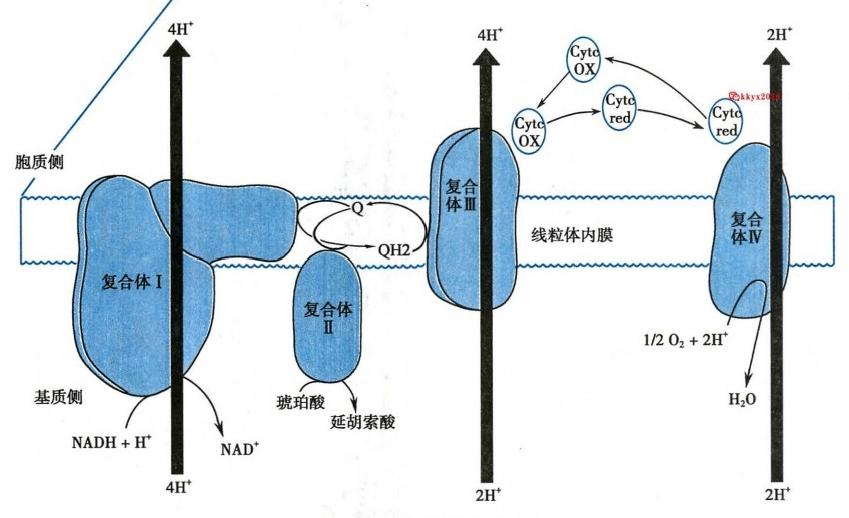 4H⁺
4H⁺
2H⁺
Cytc
OX
Cytc
red
Cytc
OX
Cytc
red
kkyx20
胞质侧
复合体Ⅰ
Q
QH2
复合
体Ⅲ
线粒体内膜
复合
体Ⅳ
复合体
Ⅱ
1/2 O₂ + 2H⁺
H₂O
基质侧
琥珀酸
延胡索酸
NADH + H⁺
NAD⁺
4H⁺
2H⁺
2H⁺